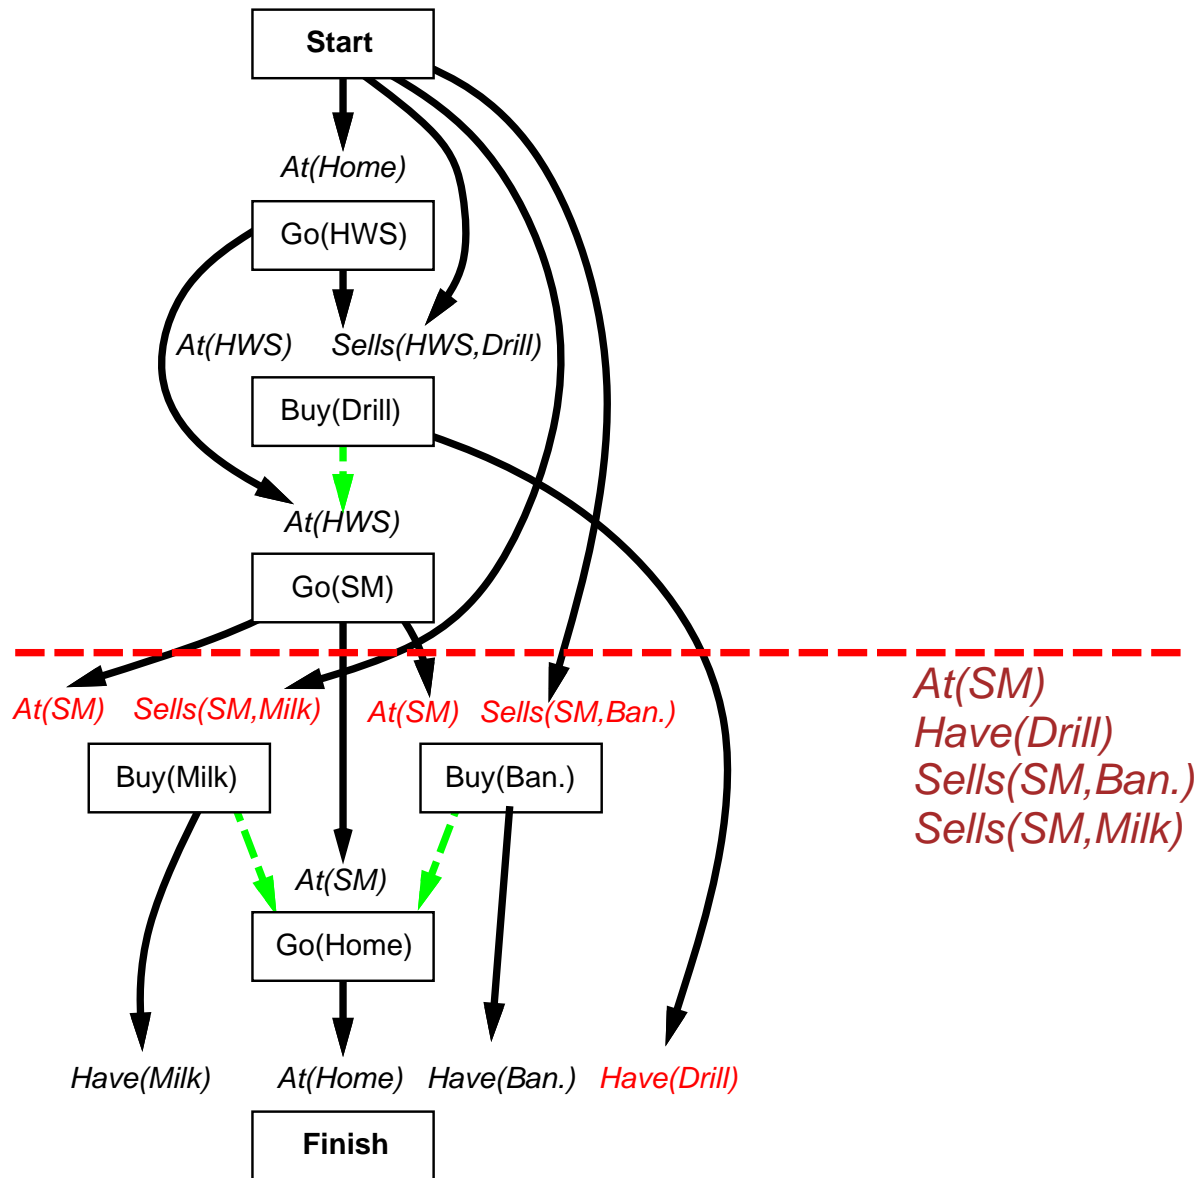 Start
At(Home)
Go(HWS)
At(HWS) Sells(HWS,Drill)
Buy(Drill)
At(HWS)
Go(SM)
At(SM) Sells(SM,Milk) At(SM) Sells(SM,Ban.)
At(SM)
Have(Drill)
Sells(SM,Ban.)
Sells(SM,Milk)
Buy(Milk) Buy(Ban.)
At(SM)
Go(Home)
Have(Milk) At(Home) Have(Ban.) Have(Drill)
Finish